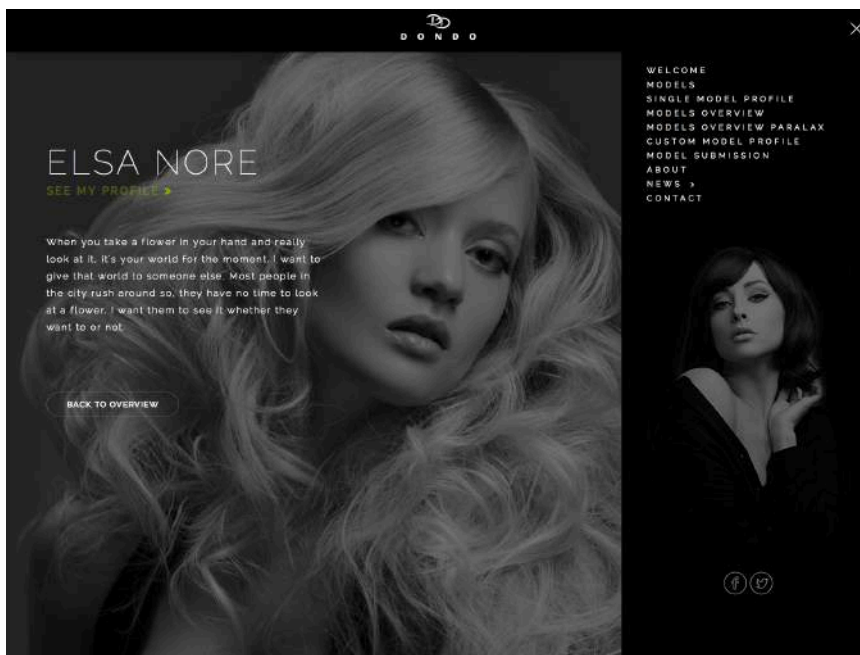 DONDO
ELSA NORE
SEE MY PROFILE >
When you take a flower in your hand and really
look at it, it's your world for the moment. I want to
give that world to someone else. Most people in
the city rush around so, they have no time to look
at a flower. I want them to see it whether they
want to or not.
BACK TO OVERVIEW
WELCOME
MODELS
SINGLE MODEL PROFILE
MODELS OVERVIEW
MODELS OVERVIEW PARALAX
CUSTOM MODEL PROFILE
MODEL SUBMISSION
ABOUT
NEWS >
CONTACT